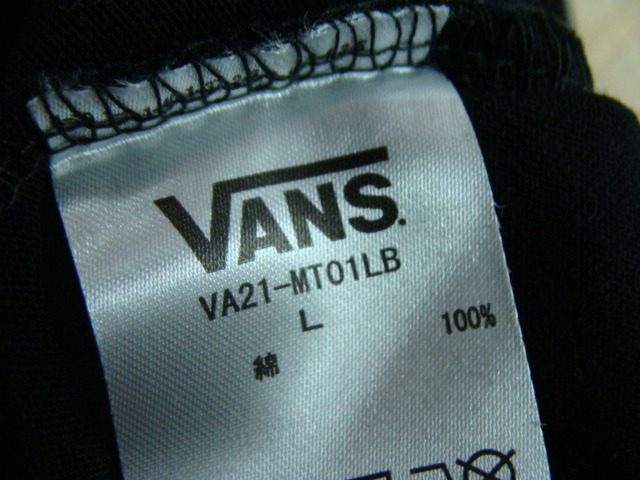 VANS.
VA21-MT01LB
L
綿 100%